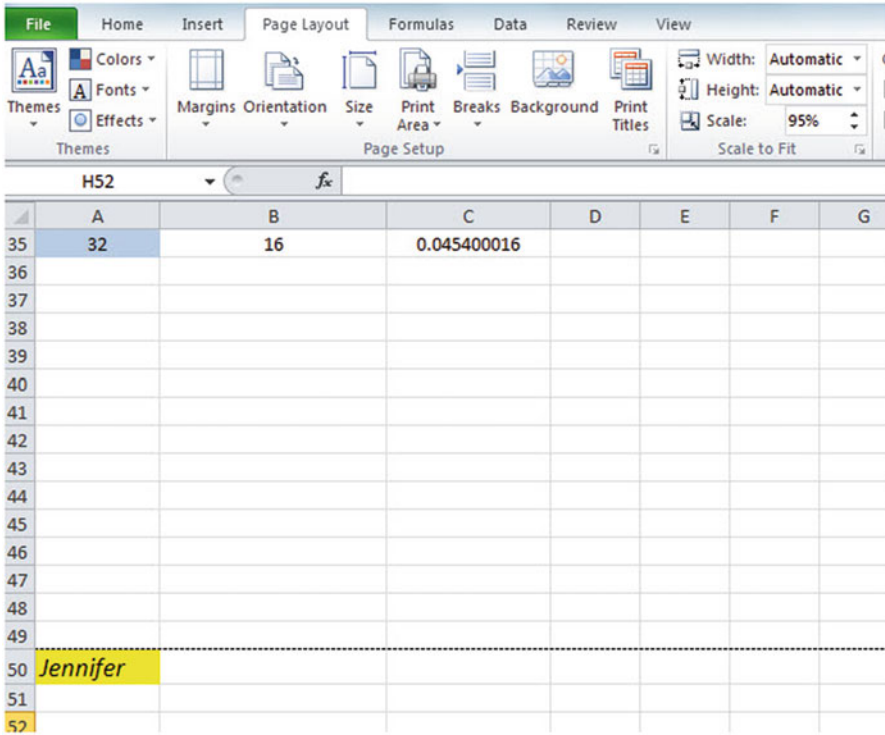 File Home Insert Page Layout Formulas Data Review View
Themes Colors Fonts Effects
Margins Orientation Size Print Area Breaks Background Print Titles
Width: Automatic
Height: Automatic
Scale: 95%
Themes Page Setup Scale to Fit
H52 fx
A B C D E F G
35 32 16 0.045400016
36
37
38
39
40
41
42
43
44
45
46
47
48
49
50 Jennifer
51
52